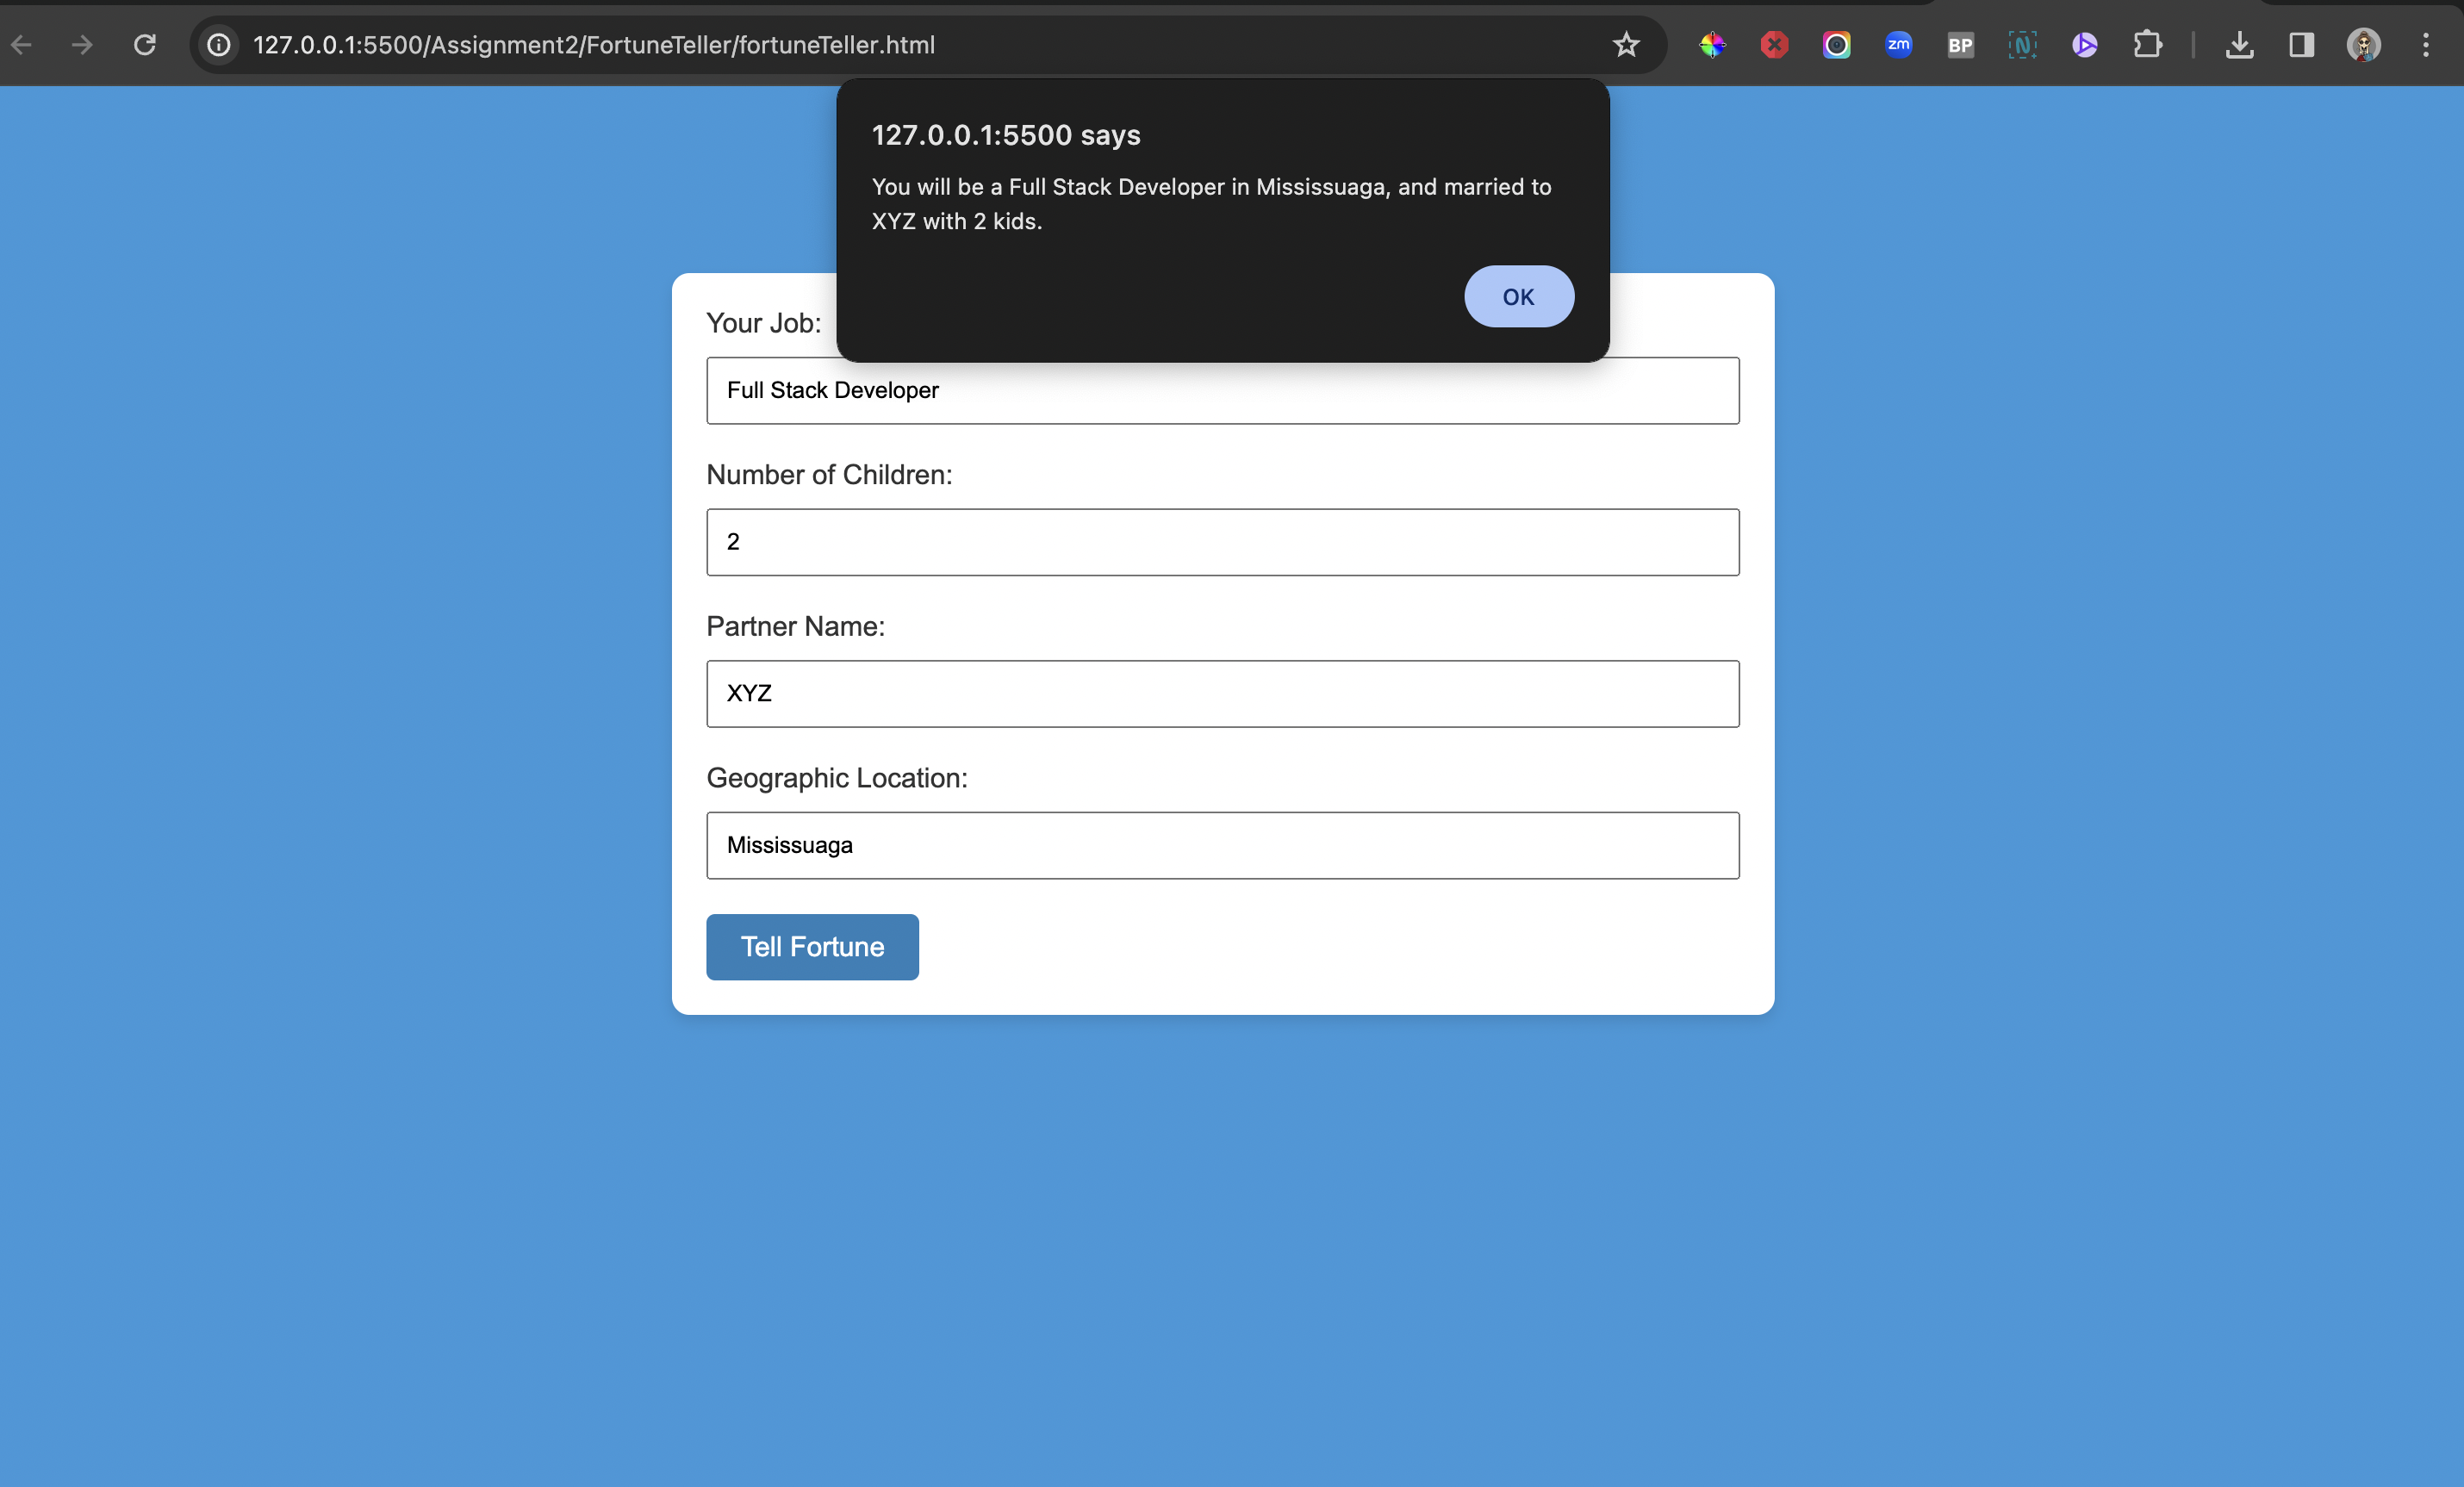 127.0.0.1:5500/Assignment2/FortuneTeller/fortuneTeller.html
zm
BP
N
127.0.0.1:5500 says
You will be a Full Stack Developer in Mississuaga, and married to
XYZ with 2 kids.
OK
Your Job:
Full Stack Developer
Number of Children:
2
Partner Name:
XYZ
Geographic Location:
Mississuaga
Tell Fortune